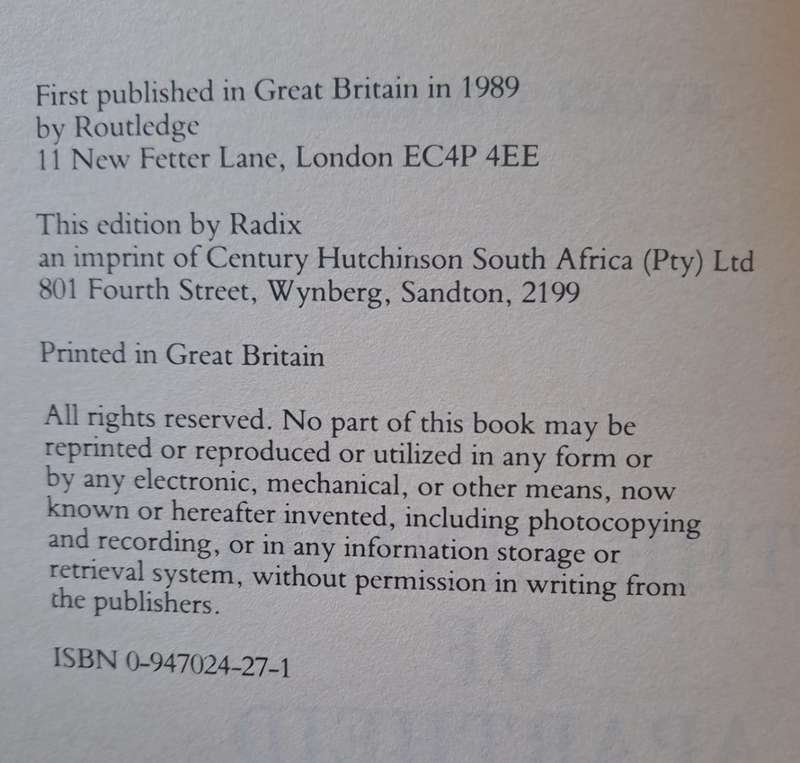 First published in Great Britain in 1989
by Routledge
11 New Fetter Lane, London EC4P 4EE
This edition by Radix
an imprint of Century Hutchinson South Africa (Pty) Ltd
801 Fourth Street, Wynberg, Sandton, 2199
Printed in Great Britain
All rights reserved. No part of this book may be
reprinted or reproduced or utilized in any form or
by any electronic, mechanical, or other means, now
known or hereafter invented, including photocopying
and recording, or in any information storage or
retrieval system, without permission in writing from
the publishers.
ISBN 0-947024-27-1